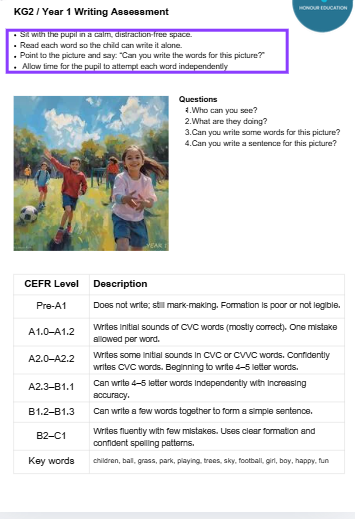 KG2 / Year 1 Writing Assessment
HONOUR EDUCATION
• Sit with the pupil in a calm, distraction-free space.
• Read each word so the child can write it alone.
• Point to the picture and say: “Can you write the words for this picture?”
• Allow time for the pupil to attempt each word independently
Questions
1.Who can you see?
2.What are they doing?
3.Can you write some words for this picture?
4.Can you write a sentence for this picture?
YEAR 1
CEFR Level Description
Pre-A1 Does not write; still mark-making. Formation is poor or not legible.
A1.0–A1.2 Writes initial sounds of CVC words (mostly correct). One mistake
allowed per word.
A2.0–A2.2 Writes some initial sounds in CVC or CVVC words. Confidently
writes CVC words. Beginning to write 4–5 letter words.
A2.3–B1.1 Can write 4–5 letter words independently with increasing
accuracy.
B1.2–B1.3 Can write a few words together to form a simple sentence.
B2–C1 Writes fluently with few mistakes. Uses clear formation and
confident spelling patterns.
Key words children, ball, grass, park, playing, trees, sky, football, girl, boy, happy, fun